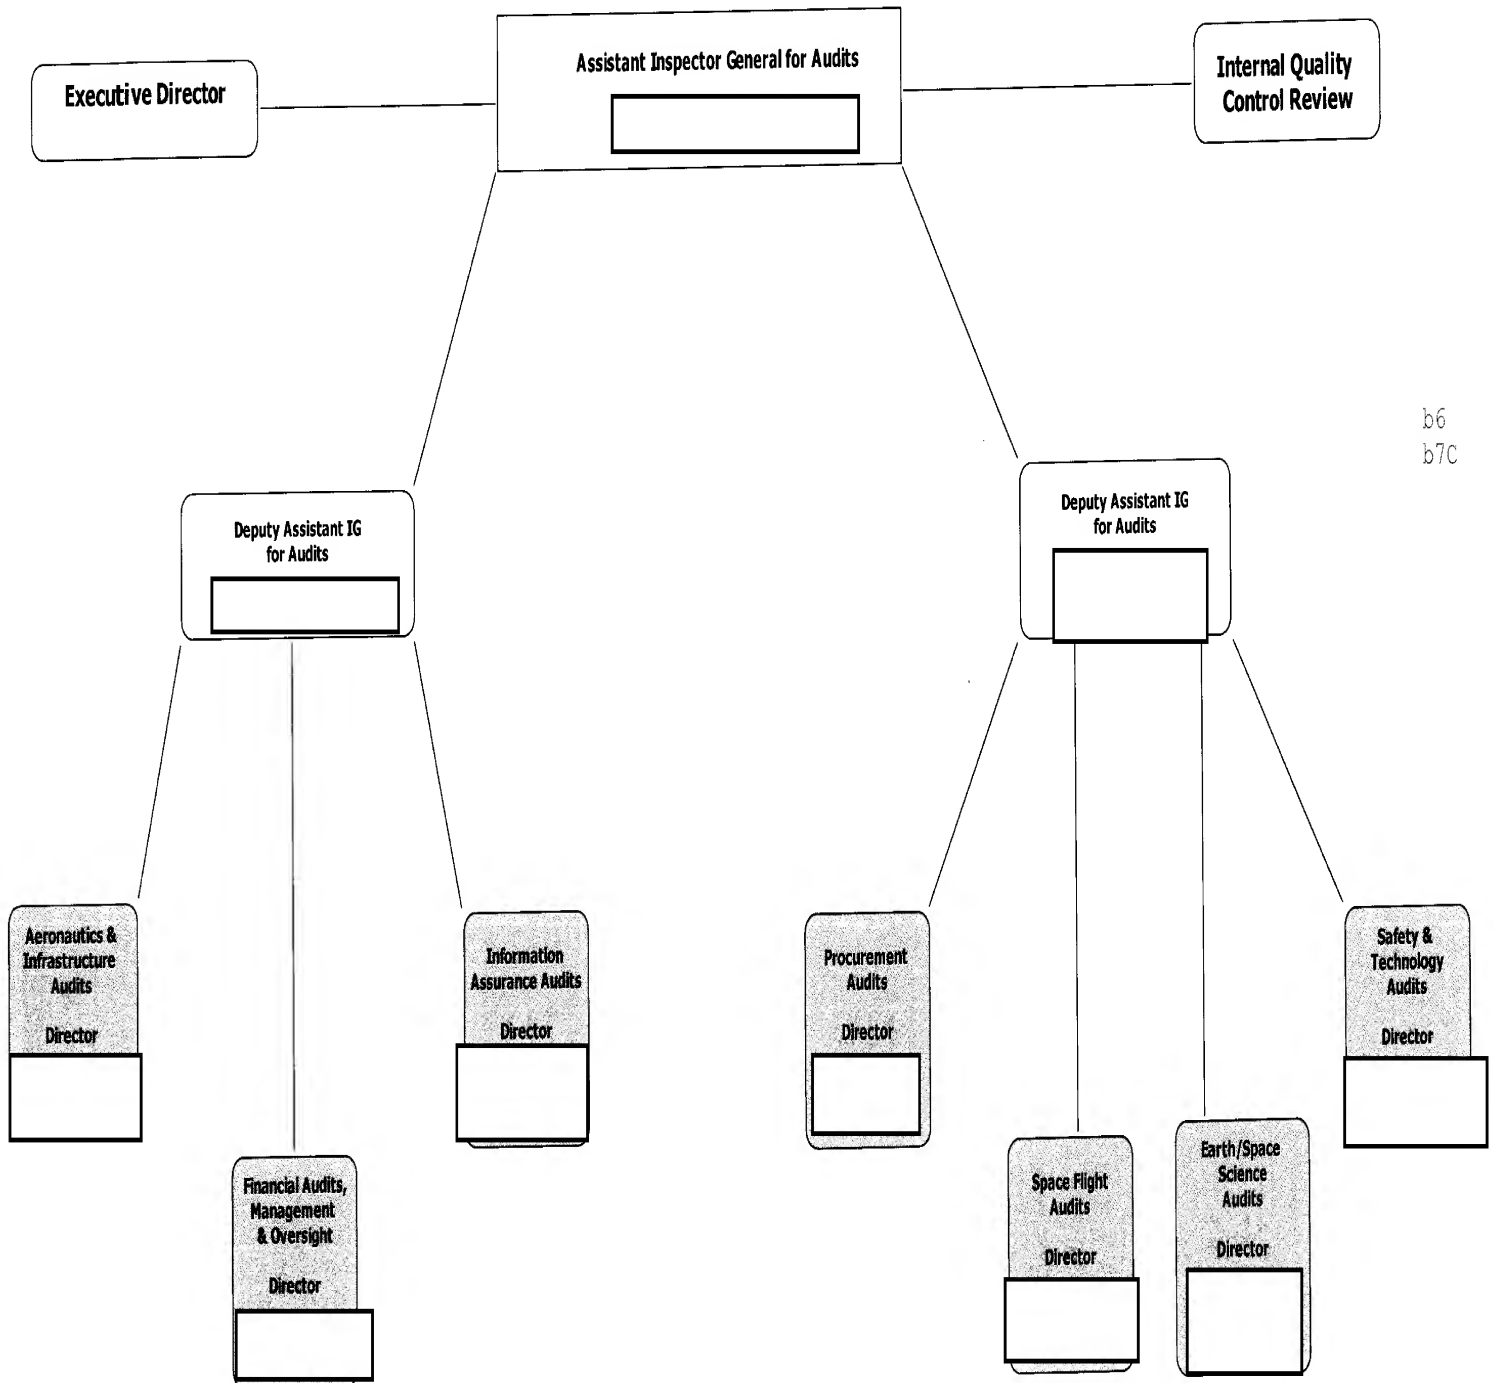 Executive Director
Assistant Inspector General for Audits
Internal Quality
Control Review
b6
b7C
Deputy Assistant IG
for Audits
Deputy Assistant IG
for Audits
Aeronautics &
Infrastructure
Audits
Director
Information
Assurance Audits
Director
Procurement
Audits
Director
Safety &
Technology
Audits
Director
Financial Audits,
Management
& Oversight
Director
Space Flight
Audits
Director
Earth/Space
Science
Audits
Director